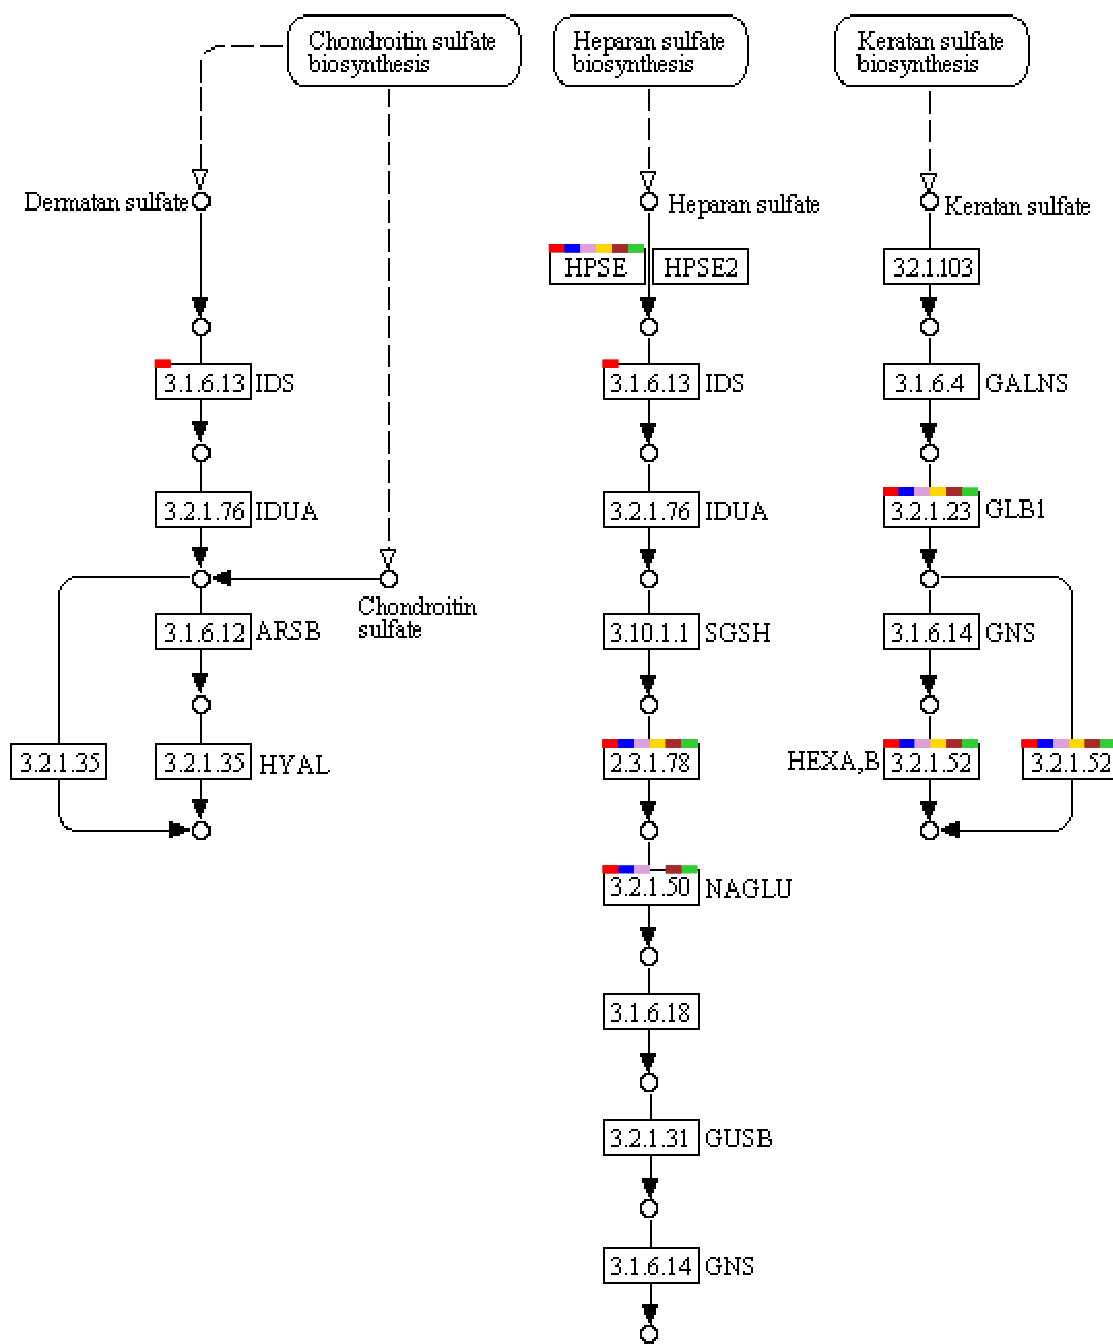 Chondroitin sulfate
biosynthesis
Heparan sulfate
biosynthesis
Keratan sulfate
biosynthesis
Dermatan sulfate
Heparan sulfate
Keratan sulfate
HPSE
HPSE2
3.2.1.103
3.1.6.13 IDS
3.1.6.13 IDS
3.1.6.4 GALNS
3.2.1.76 IDUA
3.2.1.76 IDUA
3.2.1.23 GLB1
Chondroitin
sulfate
3.1.6.12 ARSB
3.10.1.1 SGSH
3.1.6.14 GNS
3.2.1.35
3.2.1.35 HYAL
2.3.1.78
HEXA,B 3.2.1.52
3.2.1.52
3.2.1.50 NAGLU
3.1.6.18
3.2.1.31 GUSB
3.1.6.14 GNS